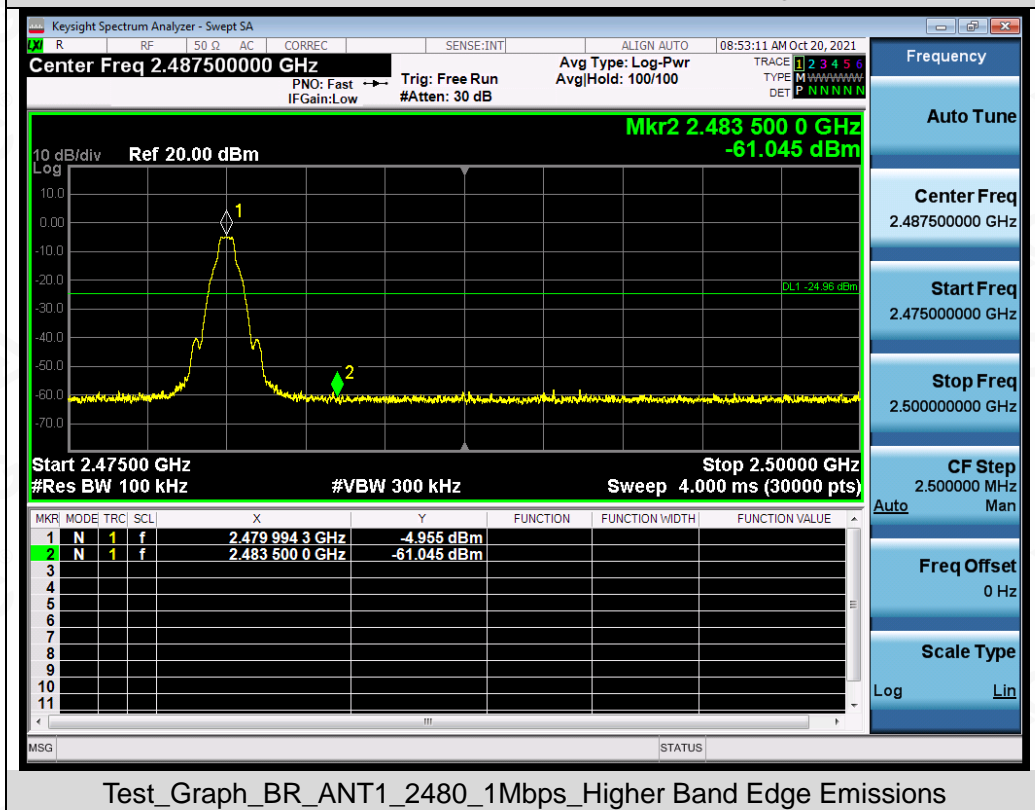 Keysight Spectrum Analyzer - Swept SA
LXI R RF 50 Ω AC CORREC SENSE:INT ALIGN AUTO 08:53:11 AM Oct 20, 2021
Center Freq 2.487500000 GHz
PNO: Fast
IFGain:Low
Trig: Free Run
#Atten: 30 dB
Avg Type: Log-Pwr
Avg|Hold: 100/100
TRACE 1 2 3 4 5 6
TYPE M W W W W W
DET P N N N N N
Mkr2 2.483 500 0 GHz
-61.045 dBm
10 dB/div Ref 20.00 dBm
Log
10.0
0.00
-10.0
-20.0
-30.0
-40.0
-50.0
-60.0
-70.0
1
2
DL1 -24.96 dBm
Start 2.47500 GHz Stop 2.50000 GHz
#Res BW 100 kHz #VBW 300 kHz Sweep 4.000 ms (30000 pts)
MKR MODE TRC SCL X Y FUNCTION FUNCTION WIDTH FUNCTION VALUE
1 N 1 f 2.479 994 3 GHz -4.955 dBm
2 N 1 f 2.483 500 0 GHz -61.045 dBm
3
4
5
6
7
8
9
10
11
MSG STATUS
Frequency
Auto Tune
Center Freq
2.487500000 GHz
Start Freq
2.475000000 GHz
Stop Freq
2.500000000 GHz
CF Step
2.500000 MHz
Auto Man
Freq Offset
0 Hz
Scale Type
Log Lin
Test_Graph_BR_ANT1_2480_1Mbps_Higher Band Edge Emissions